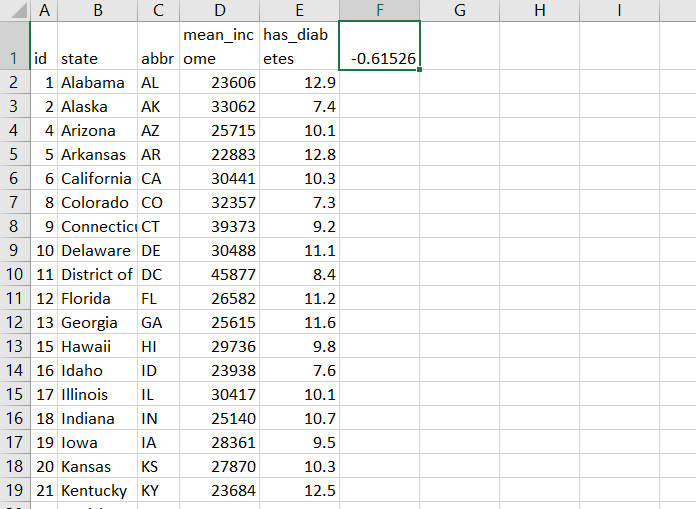 A B C D E F G H I
mean_inc has_diab
1 id state abbr ome etes -0.61526
2 1 Alabama AL 23606 12.9
3 2 Alaska AK 33062 7.4
4 4 Arizona AZ 25715 10.1
5 5 Arkansas AR 22883 12.8
6 6 California CA 30441 10.3
7 8 Colorado CO 32357 7.3
8 9 Connecticu CT 39373 9.2
9 10 Delaware DE 30488 11.1
10 11 District of DC 45877 8.4
11 12 Florida FL 26582 11.2
12 13 Georgia GA 25615 11.6
13 15 Hawaii HI 29736 9.8
14 16 Idaho ID 23938 7.6
15 17 Illinois IL 30417 10.1
16 18 Indiana IN 25140 10.7
17 19 Iowa IA 28361 9.5
18 20 Kansas KS 27870 10.3
19 21 Kentucky KY 23684 12.5